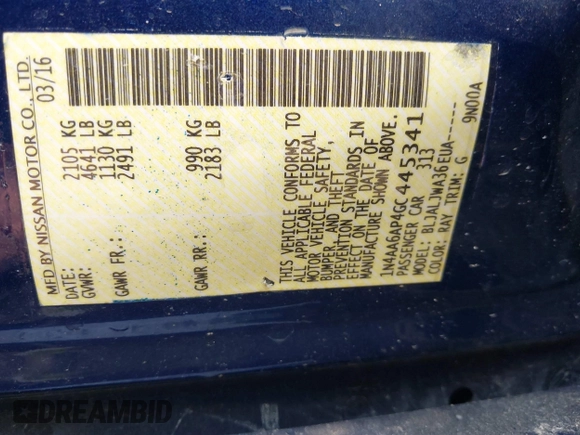 MFD BY NISSAN MOTOR CO., LTD.
DATE: 03/16
GVWR: 2105 KG
4641 LB
GAWR FR.: 1130 KG
2491 LB
GAWR RR.: 990 KG
2183 LB
THIS VEHICLE CONFORMS TO
ALL APPLICABLE FEDERAL
MOTOR VEHICLE SAFETY,
BUMPER, AND THEFT
PREVENTION STANDARDS IN
EFFECT ON THE DATE OF
MANUFACTURE SHOWN ABOVE.
1N4AA6AP4GC445341
PASSENGER CAR 313
MODEL: BLJALJWA36EUA------
COLOR: RAY TRIM: G 9N00A
DREAMBID